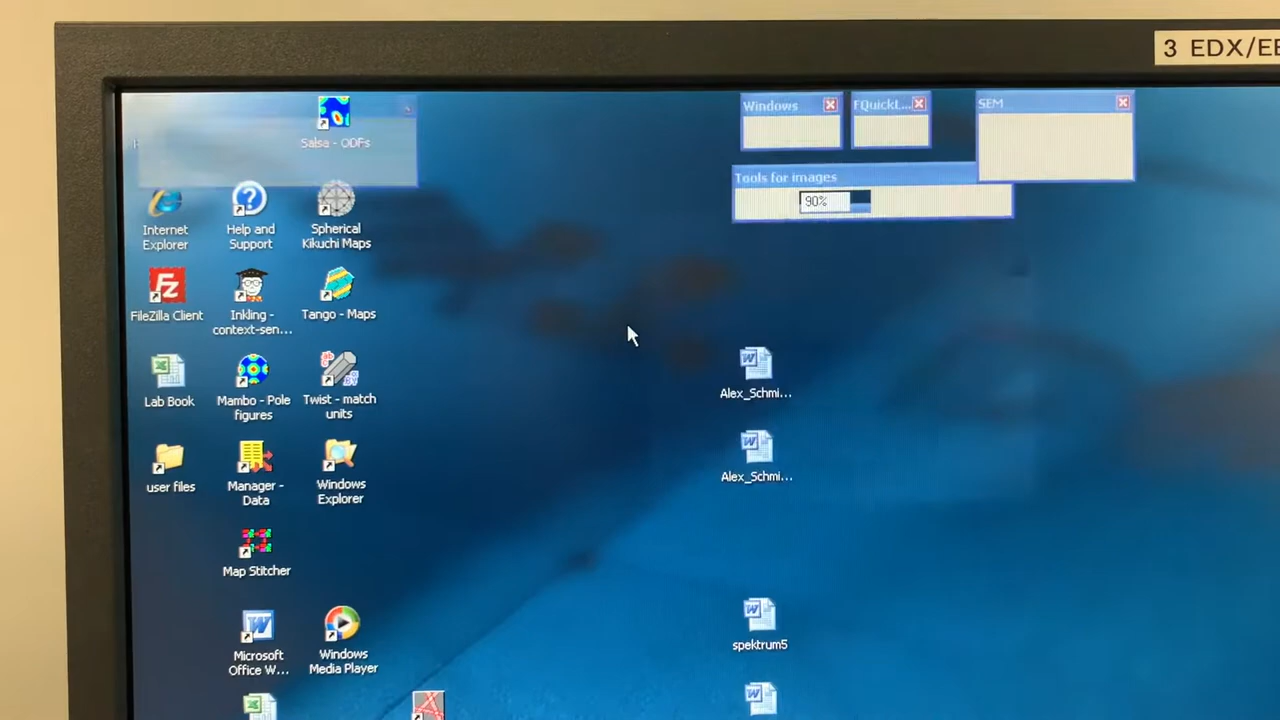 3 EDX/EB
Windows
FQuickL...
SEM
Tools for images
90%
Salsa - ODFs
Internet
Explorer
Help and
Support
Spherical
Kikuchi Maps
FileZilla Client
Inkling -
context-sen...
Tango - Maps
Lab Book
Mambo - Pole
figures
Twist - match
units
user files
Manager -
Data
Windows
Explorer
Map Stitcher
Microsoft
Office W...
Windows
Media Player
Alex_Schmi...
Alex_Schmi...
spektrum5